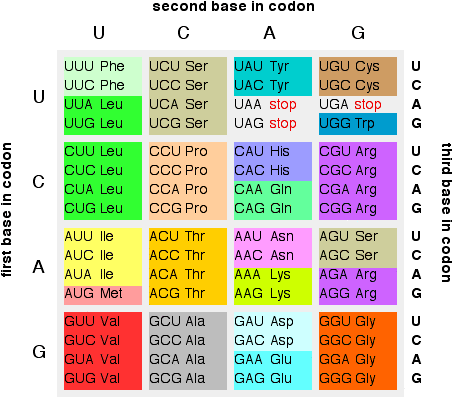 second base in codon
U C A G
first base in codon
third base in codon
U
UUU Phe UCU Ser UAU Tyr UGU Cys U
UUC Phe UCC Ser UAC Tyr UGC Cys C
UUA Leu UCA Ser UAA stop UGA stop A
UUG Leu UCG Ser UAG stop UGG Trp G
C
CUU Leu CCU Pro CAU His CGU Arg U
CUC Leu CCC Pro CAC His CGC Arg C
CUA Leu CCA Pro CAA Gln CGA Arg A
CUG Leu CCG Pro CAG Gln CGG Arg G
A
AUU Ile ACU Thr AAU Asn AGU Ser U
AUC Ile ACC Thr AAC Asn AGC Ser C
AUA Ile ACA Thr AAA Lys AGA Arg A
AUG Met ACG Thr AAG Lys AGG Arg G
G
GUU Val GCU Ala GAU Asp GGU Gly U
GUC Val GCC Ala GAC Asp GGC Gly C
GUA Val GCA Ala GAA Glu GGA Gly A
GUG Val GCG Ala GAG Glu GGG Gly G